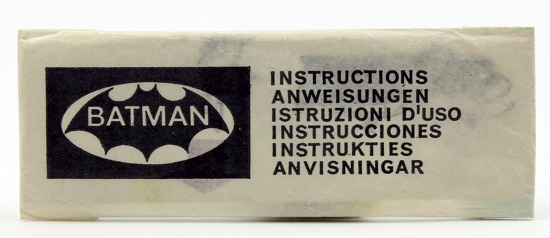 BATMAN
INSTRUCTIONS
ANWEISUNGEN
ISTRUZIONI D'USO
INSTRUCCIONES
INSTRUKTIES
ANVISNINGAR